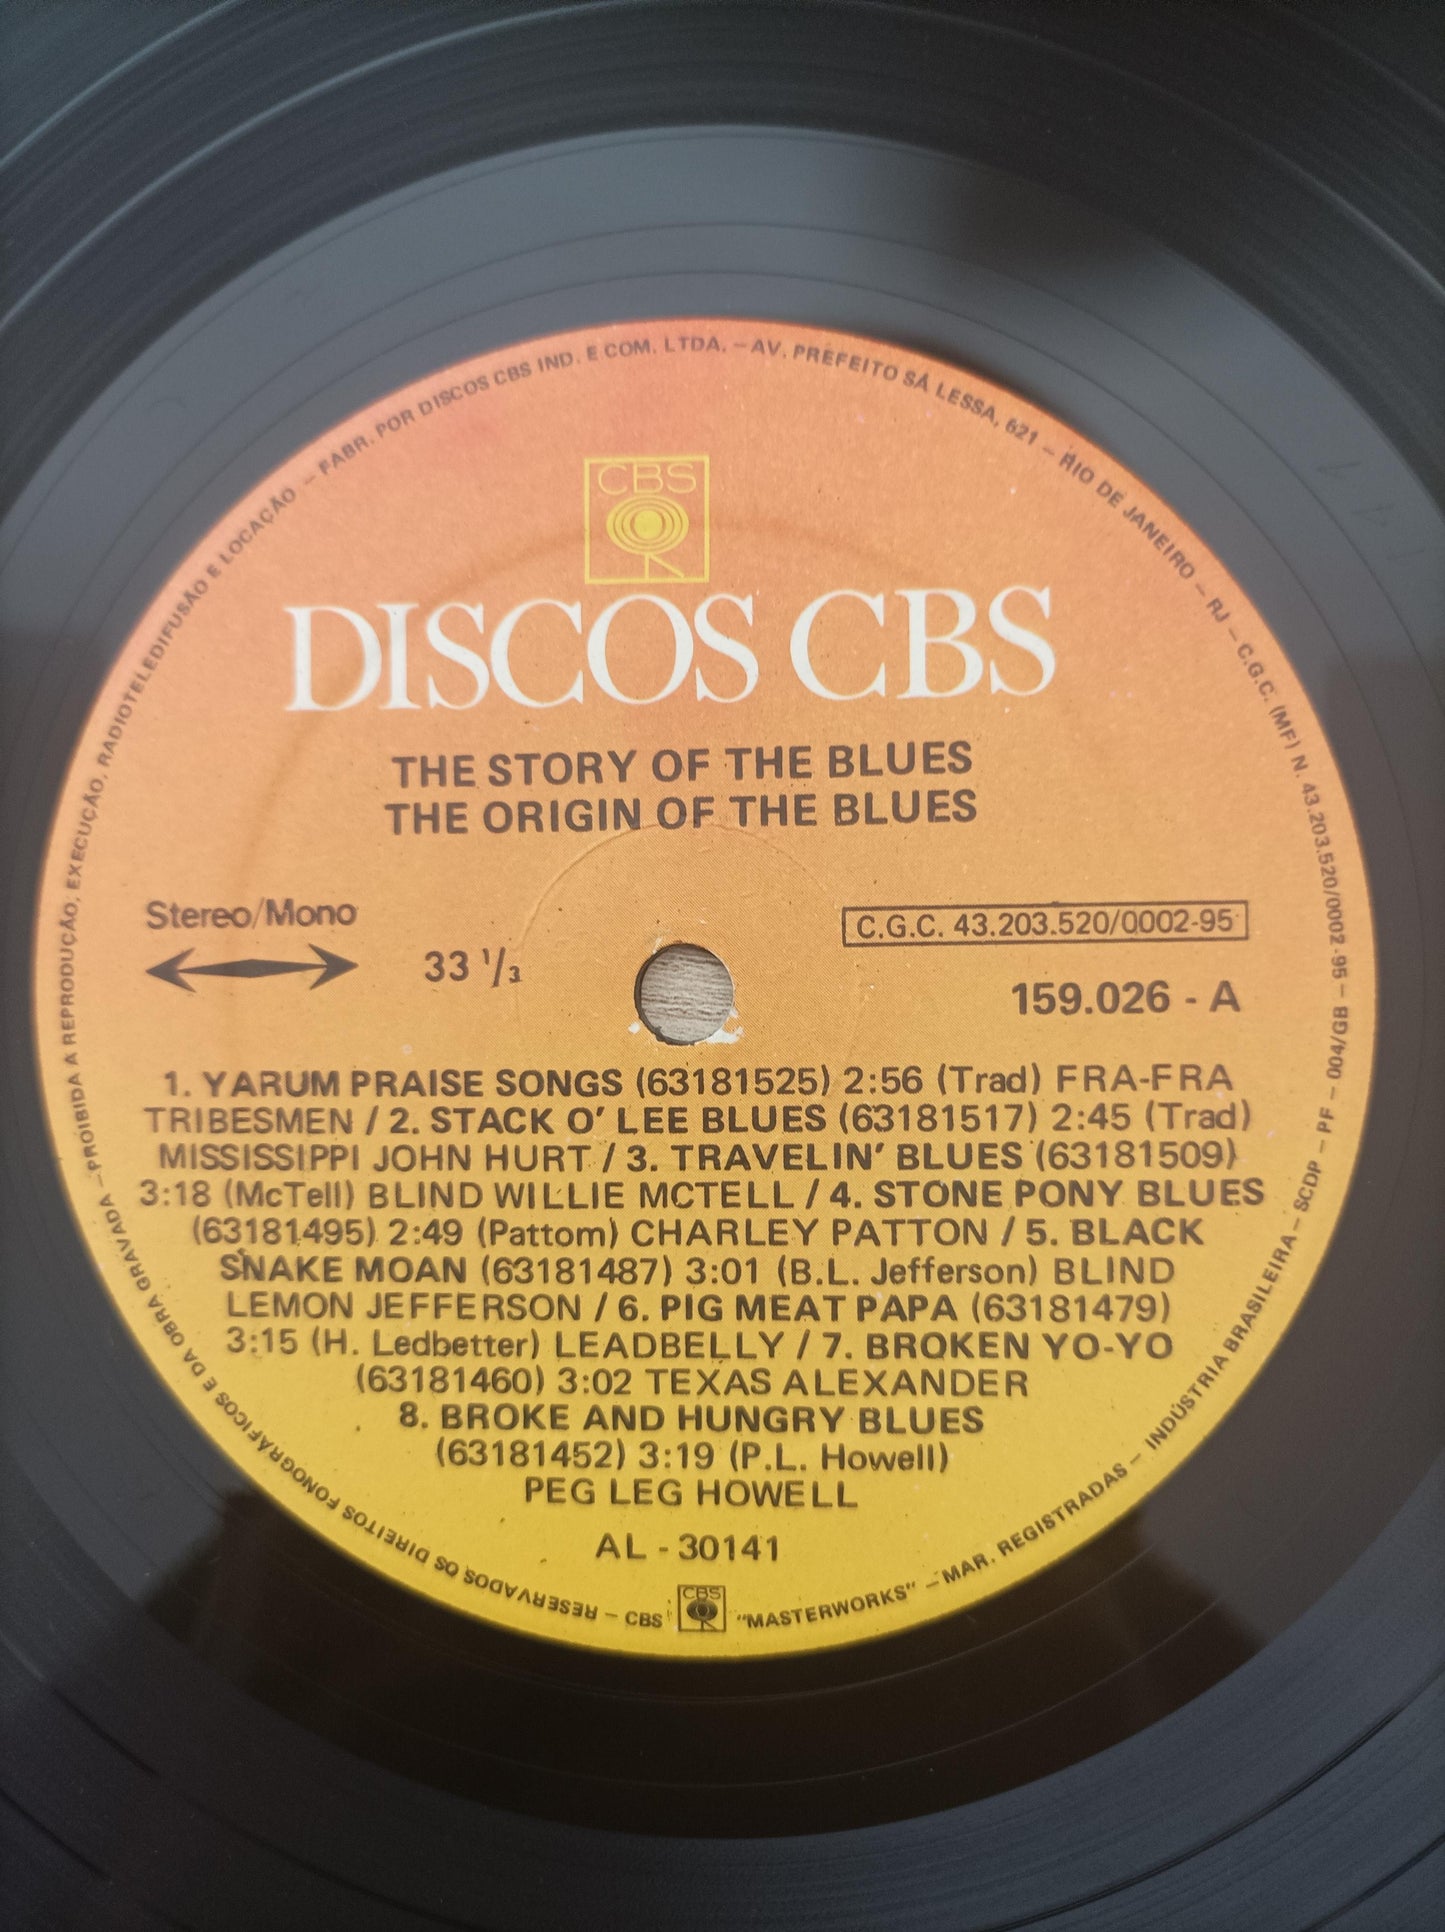 CBS
DISCOS CBS
THE STORY OF THE BLUES
THE ORIGIN OF THE BLUES
Stereo/Mono
33 1/3
C.G.C. 43.203.520/0002-95
159.026 - A
1. YARUM PRAISE SONGS (63181525) 2:56 (Trad) FRA-FRA
TRIBESMEN / 2. STACK O' LEE BLUES (63181517) 2:45 (Trad)
MISSISSIPPI JOHN HURT / 3. TRAVELIN' BLUES (63181509)
3:18 (McTell) BLIND WILLIE MCTELL / 4. STONE PONY BLUES
(63181495) 2:49 (Pattom) CHARLEY PATTON / 5. BLACK
SNAKE MOAN (63181487) 3:01 (B.L. Jefferson) BLIND
LEMON JEFFERSON / 6. PIG MEAT PAPA (63181479)
3:15 (H. Ledbetter) LEADBELLY / 7. BROKEN YO-YO
(63181460) 3:02 TEXAS ALEXANDER
8. BROKE AND HUNGRY BLUES
(63181452) 3:19 (P.L. Howell)
PEG LEG HOWELL
AL - 30141
CBS CBS "MASTERWORKS" – MAR. REGISTRADAS – INDÚSTRIA BRASILEIRA – SCDP – PF – 004/GB
RESERVADOS OS DIREITOS FONOGRÁFICOS E DA OBRA GRAVADA – PROIBIDA A REPRODUÇÃO, EXECUÇÃO, RADIOTELEDIFUSÃO E LOCAÇÃO – FABR. POR DISCOS CBS IND. E COM. LTDA. – AV. PREFEITO SÁ LESSA, 621 – RIO DE JANEIRO – RJ – C.G.C. (MF) N. 43.203.520/0002-95